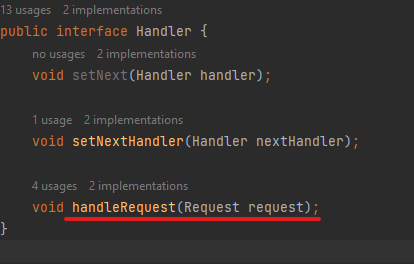 13 usages 2 implementations
public interface Handler {
no usages 2 implementations
void setNext(Handler handler);
1 usage 2 implementations
void setNextHandler(Handler nextHandler);
4 usages 2 implementations
void handleRequest(Request request);
}